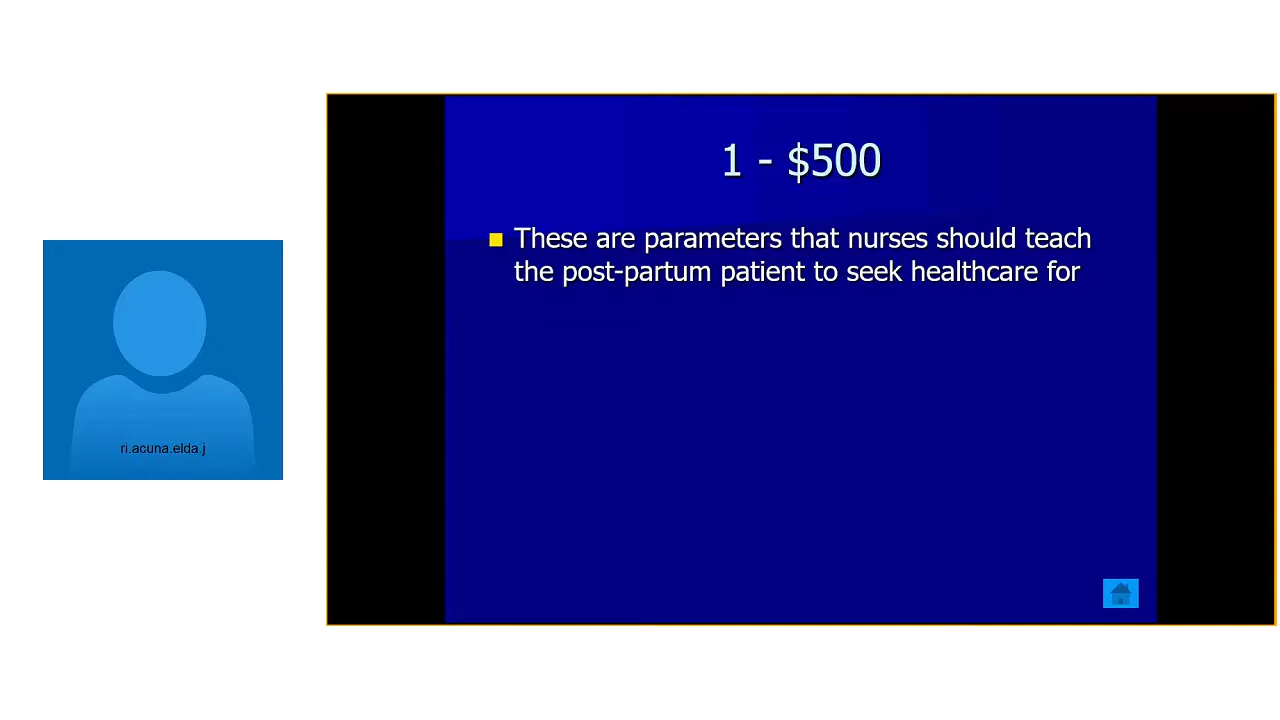 1 - $500
These are parameters that nurses should teach
the post-partum patient to seek healthcare for
ri.acuna.elda.j